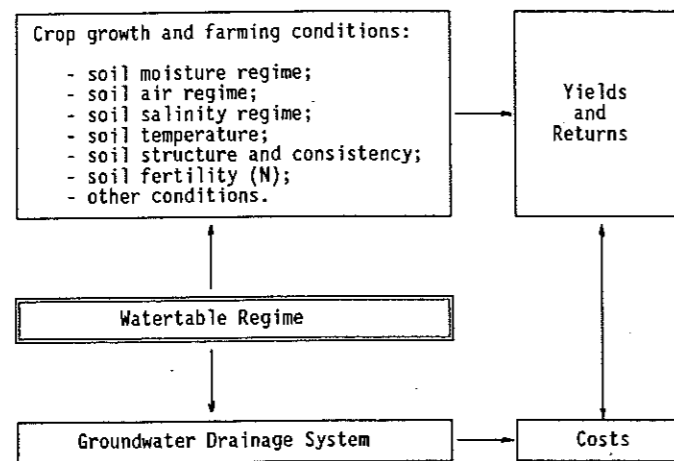 Crop growth and farming conditions:
- soil moisture regime;
- soil air regime;
- soil salinity regime;
- soil temperature;
- soil structure and consistency;
- soil fertility (N);
- other conditions.
Yields
and
Returns
Watertable Regime
Groundwater Drainage System
Costs